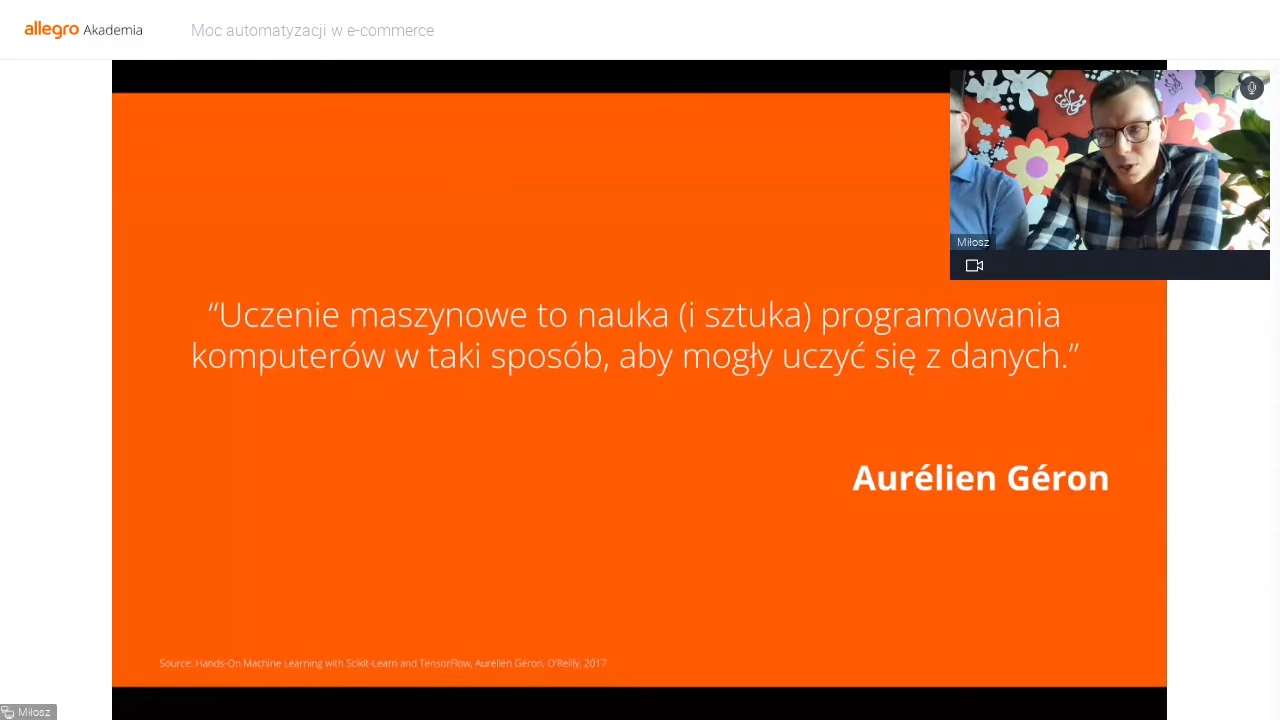 allegro Akademia
Moc automatyzacji w e-commerce
Miłosz
“Uczenie maszynowe to nauka (i sztuka) programowania
komputerów w taki sposób, aby mogły uczyć się z danych.”
Aurélien Géron
Source: Hands-On Machine Learning with Scikit-Learn and TensorFlow, Aurélien Géron, O'Reilly, 2017
Miłosz